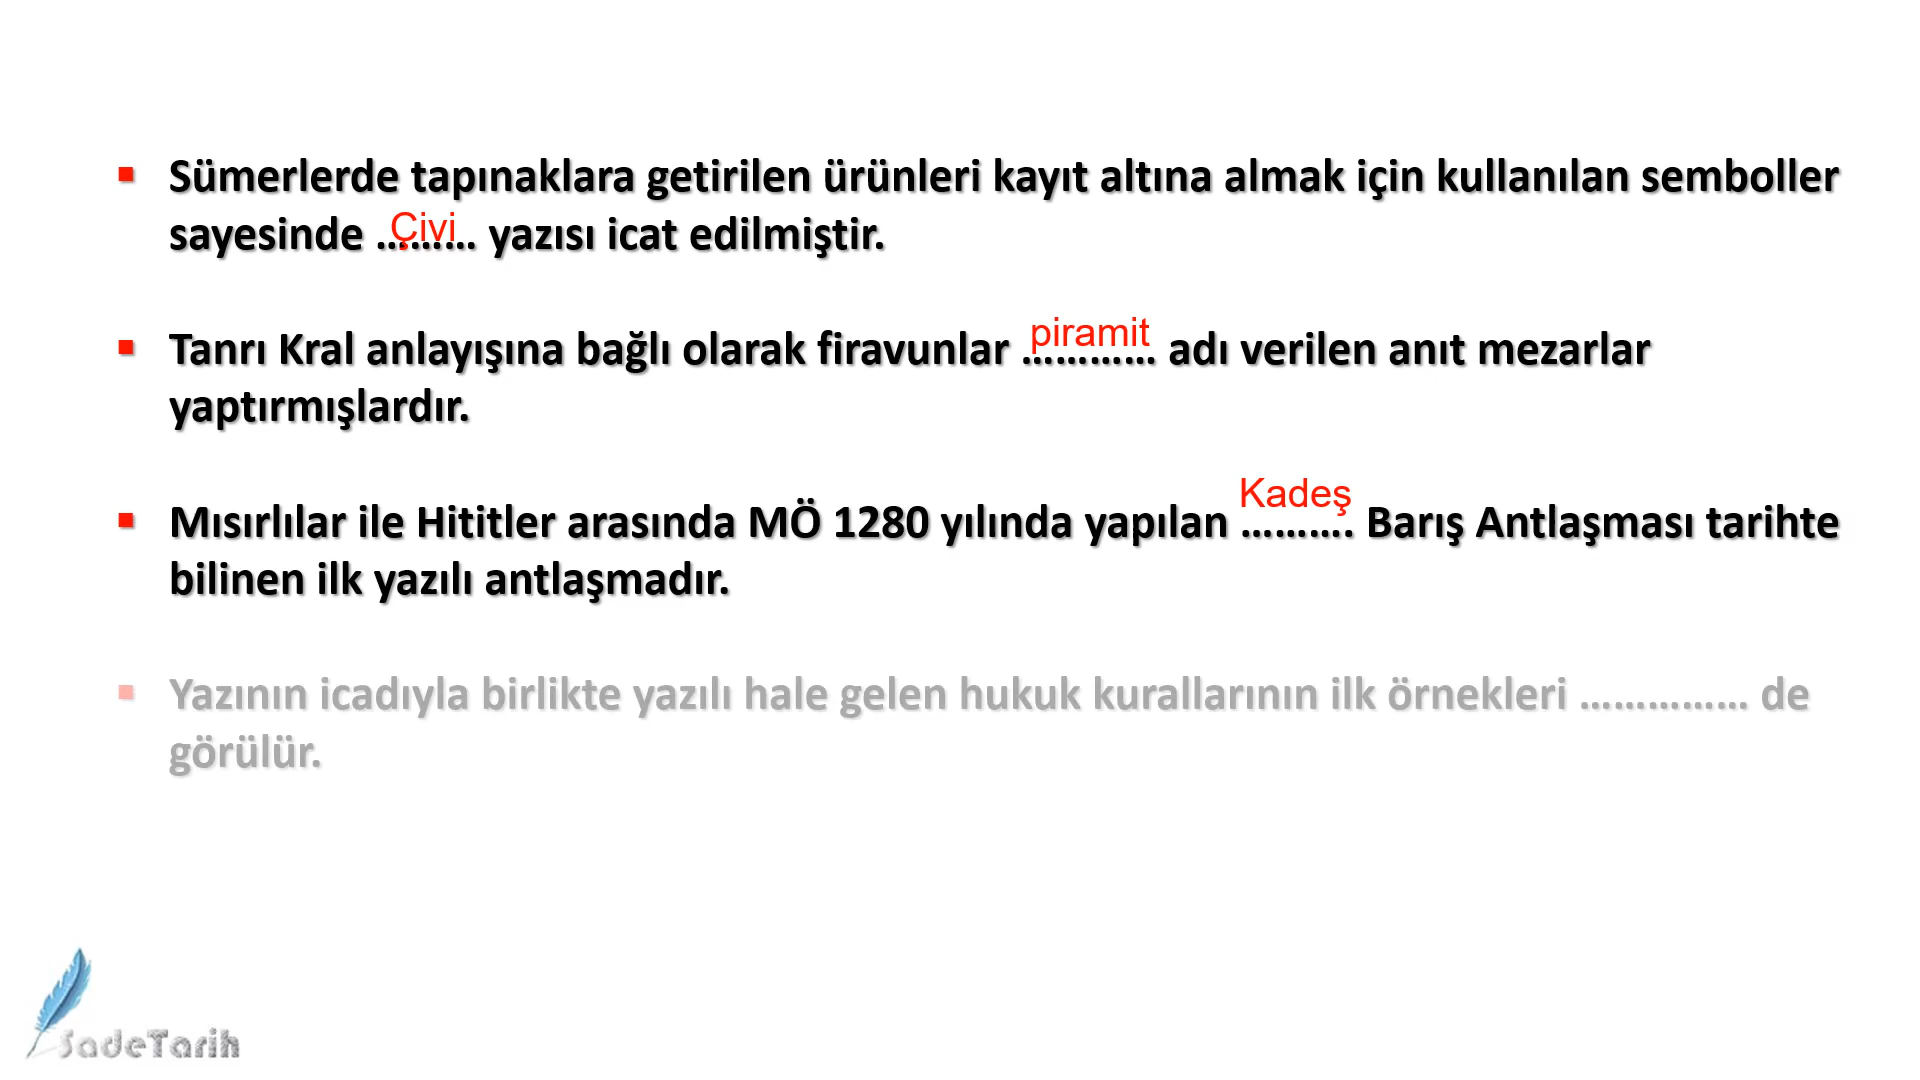 Sümerlerde tapınaklara getirilen ürünleri kayıt altına almak için kullanılan semboller
sayesinde ……… yazısı icat edilmiştir.
Çivi
Tanrı Kral anlayışına bağlı olarak firavunlar ………… adı verilen anıt mezarlar
piramit
yaptırmışlardır.
Kadeş
Mısırlılar ile Hititler arasında MÖ 1280 yılında yapılan ………. Barış Antlaşması tarihte
bilinen ilk yazılı antlaşmadır.
Yazının icadıyla birlikte yazılı hale gelen hukuk kurallarının ilk örnekleri …………… de
görülür.
SadeTarih